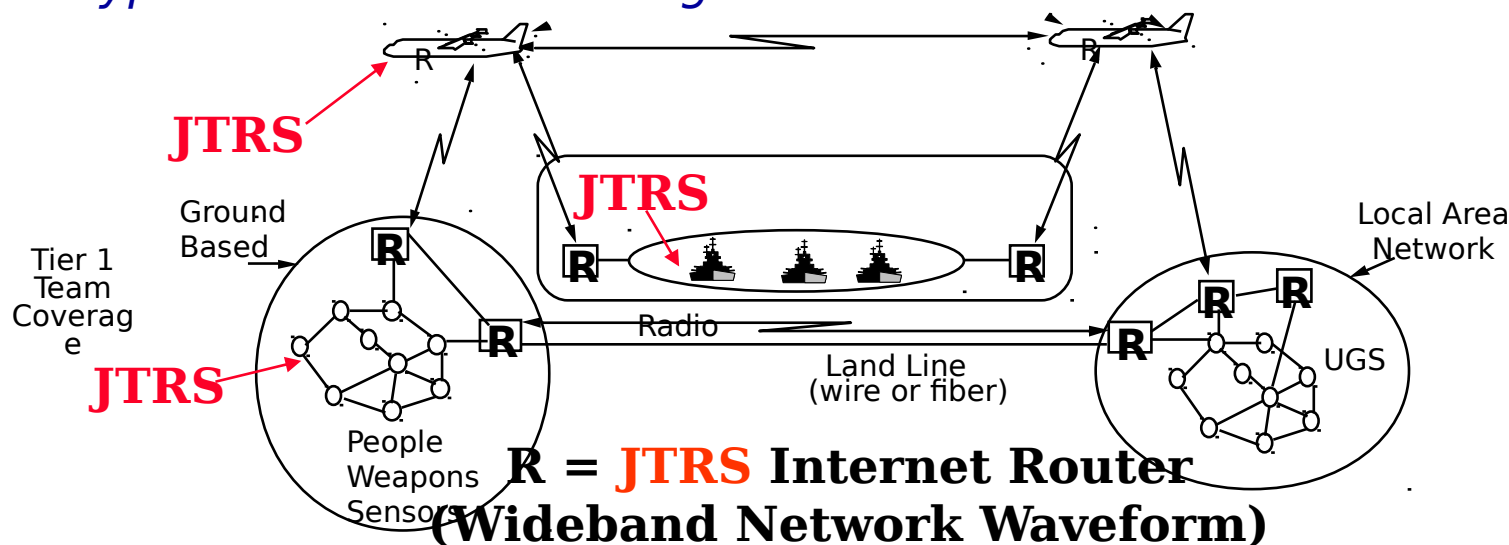 R
R
JTRS
JTRS
Ground
Based
Local Area
Network
Tier 1
Team
Coverag
e
R
R
R
R
R
R
R
Radio
UGS
Land Line
(wire or fiber)
JTRS
People
Weapons
Sensors
R = JTRS Internet Router
(Wideband Network Waveform)